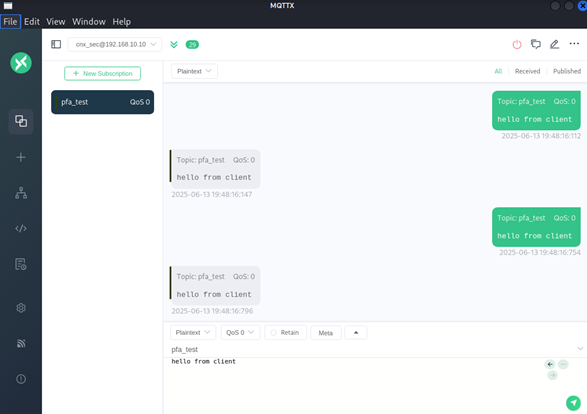 MQTTX
File Edit View Window Help
cnx_sec@192.168.10.10
29
+ New Subscription
Plaintext
All Received Published
pfa_test QoS 0
Topic: pfa_test QoS: 0
hello from client
2025-06-13 19:48:16:112
Topic: pfa_test QoS: 0
hello from client
2025-06-13 19:48:16:147
Topic: pfa_test QoS: 0
hello from client
2025-06-13 19:48:16:754
Topic: pfa_test QoS: 0
hello from client
2025-06-13 19:48:16:796
Plaintext QoS 0 Retain Meta
pfa_test
hello from client